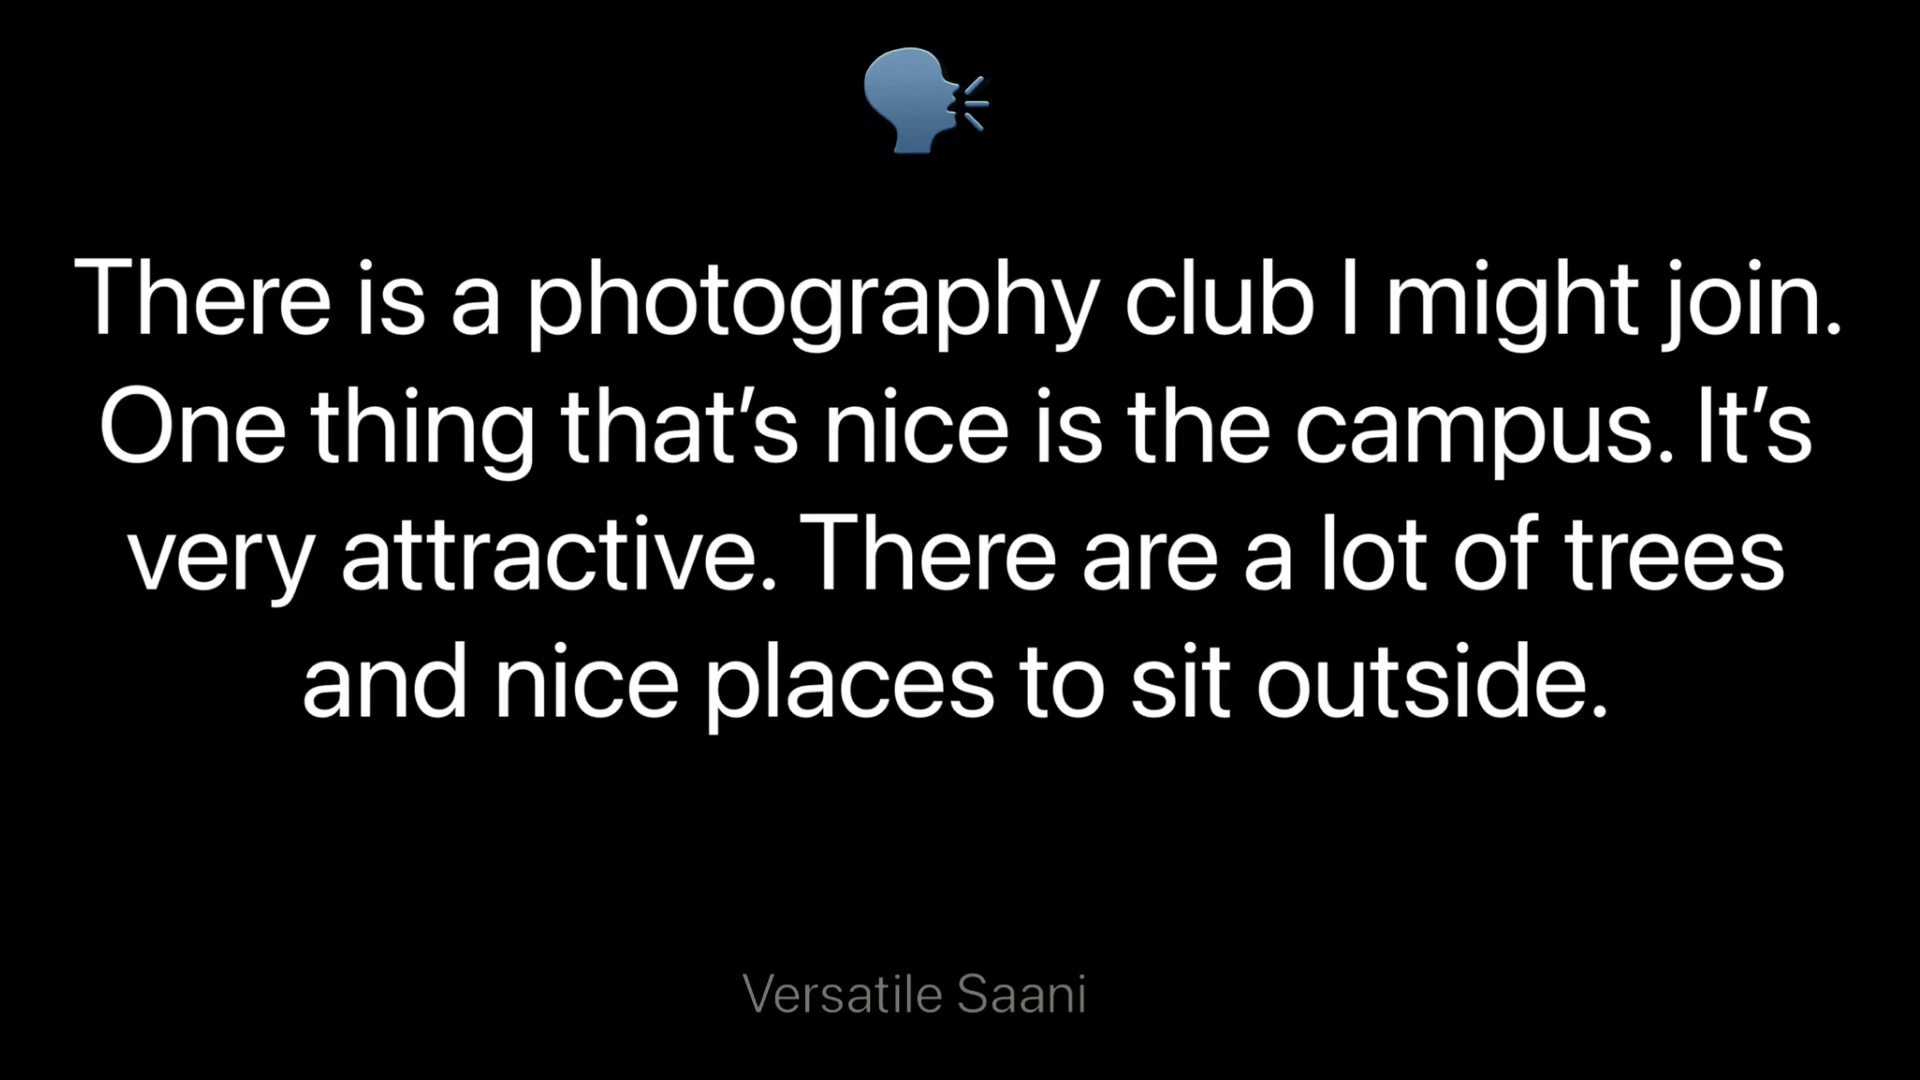 There is a photography club I might join.
One thing that’s nice is the campus. It’s
very attractive. There are a lot of trees
and nice places to sit outside.
Versatile Saani